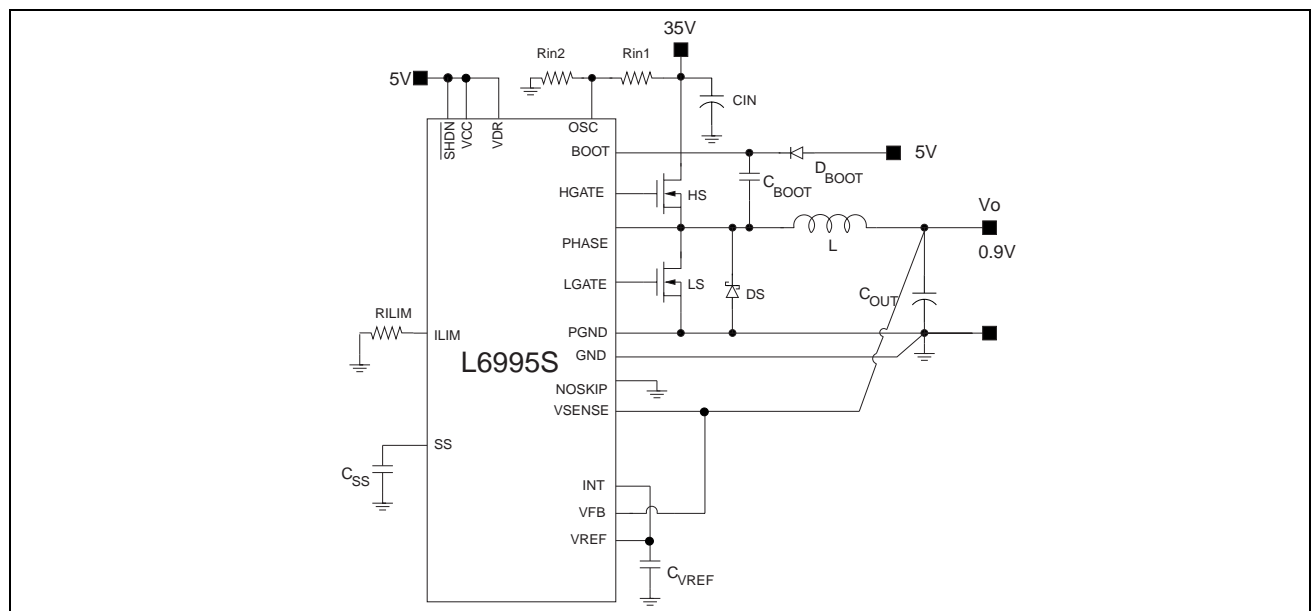 35V
Rin2
Rin1
5V
CIN
SHDN
VCC
VDR
OSC
BOOT
5V
DBOOT
CBOOT
HGATE
HS
Vo
PHASE
L
0.9V
LGATE
LS
DS
COUT
RILIM
ILIM
PGND
GND
L6995S
NOSKIP
VSENSE
SS
CSS
INT
VFB
VREF
CVREF